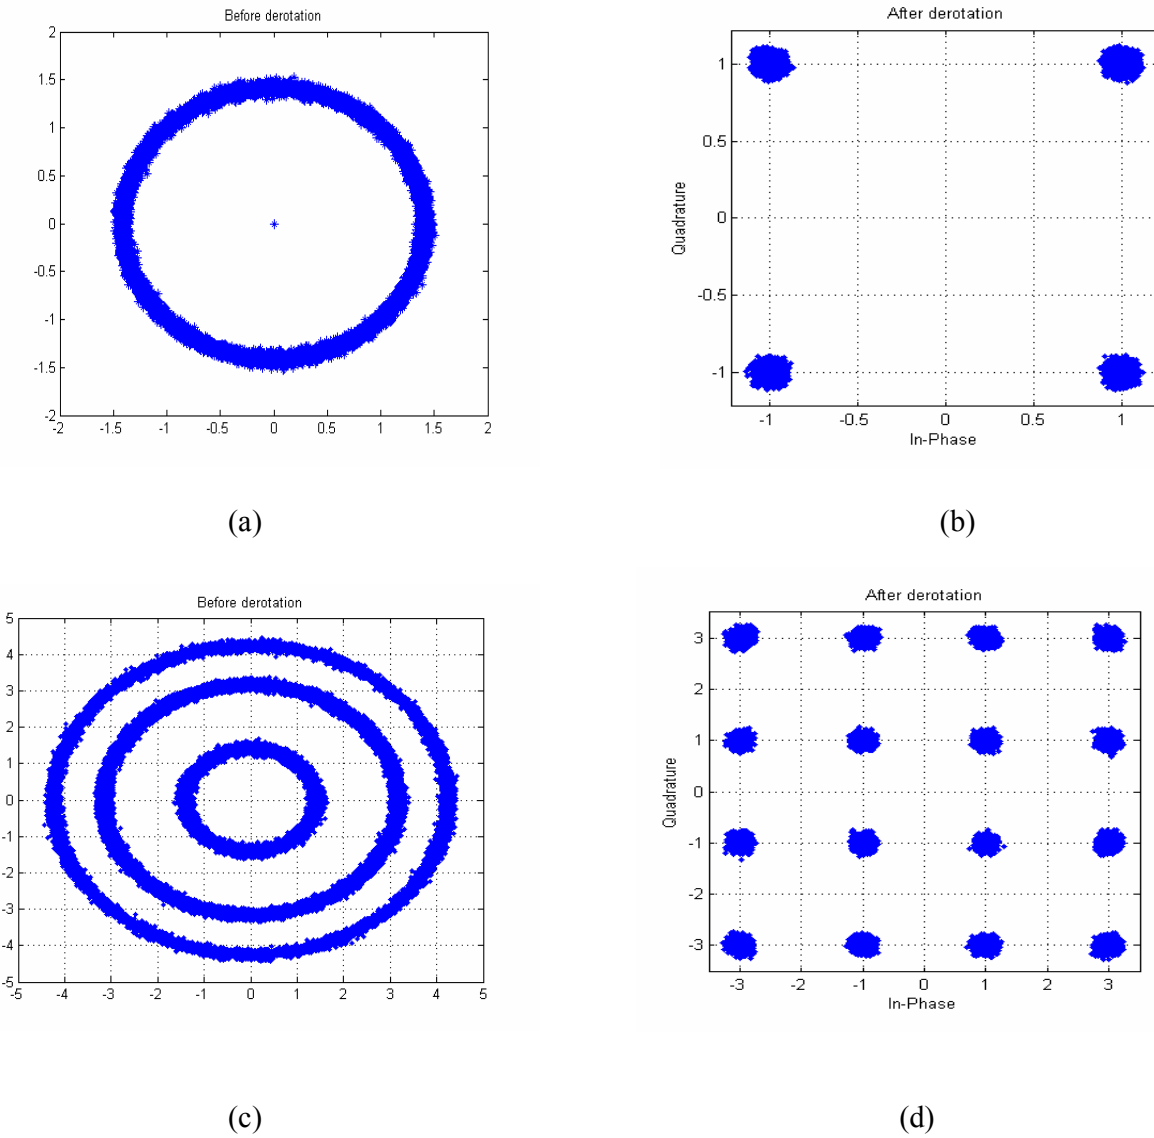 Before derotation
2
1.5
1
0.5
0
-0.5
-1
-1.5
-2
-2 -1.5 -1 -0.5 0 0.5 1 1.5 2
(a)
After derotation
Quadrature
1
0.5
0
-0.5
-1
-1 -0.5 0 0.5 1
In-Phase
(b)
Before derotation
5
4
3
2
1
0
-1
-2
-3
-4
-5
-5 -4 -3 -2 -1 0 1 2 3 4 5
(c)
After derotation
Quadrature
3
2
1
0
-1
-2
-3
-3 -2 -1 0 1 2 3
In-Phase
(d)